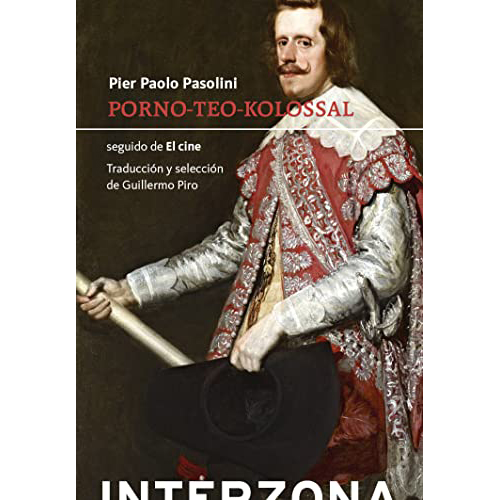 Pier Paolo Pasolini
PORNO-TEO-KOLOSSAL
seguido de El cine
Traducción y selección
de Guillermo Piro
INTERZONA